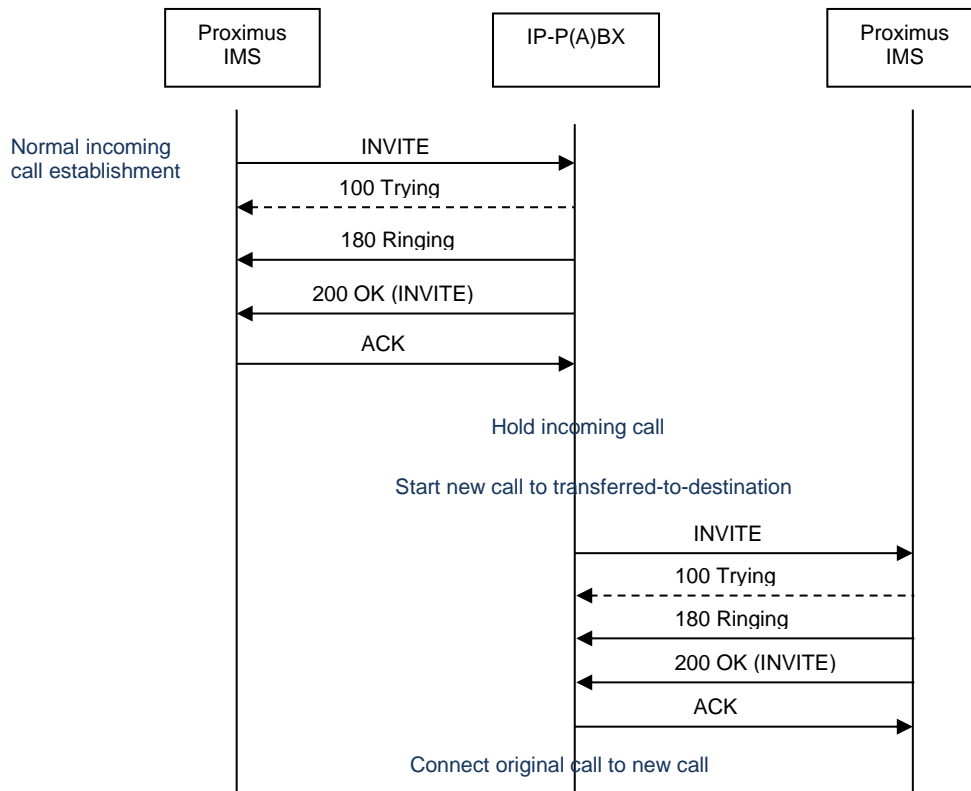 Proximus
IMS
IP-P(A)BX
Proximus
IMS
Normal incoming
call establishment
INVITE
100 Trying
180 Ringing
200 OK (INVITE)
ACK
Hold incoming call
Start new call to transferred-to-destination
INVITE
100 Trying
180 Ringing
200 OK (INVITE)
ACK
Connect original call to new call